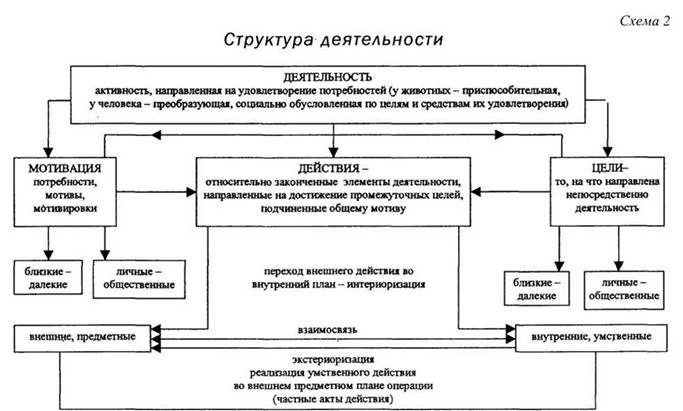 Схема 2
Структура деятельности
ДЕЯТЕЛЬНОСТЬ
активность, направленная на удовлетворение потребностей (у животных – приспособительная,
у человека – преобразующая, социально обусловленная по целям и средствам их удовлетворения)
МОТИВАЦИЯ
потребности,
мотивы,
мотивировки
ДЕЙСТВИЯ –
относительно законченные элементы деятельности,
направленные на достижение промежуточных целей,
подчиненные общему мотиву
ЦЕЛИ–
то, на что направлена
непосредственно
деятельность
близкие –
далекие
личные –
общественные
переход внешнего действия во
внутренний план – интериоризация
близкие –
далекие
личные –
общественные
внешние, предметные
взаимосвязь
внутренние, умственные
экстериоризация
реализация умственного действия
во внешнем предметном плане операции
(частные акты действия)